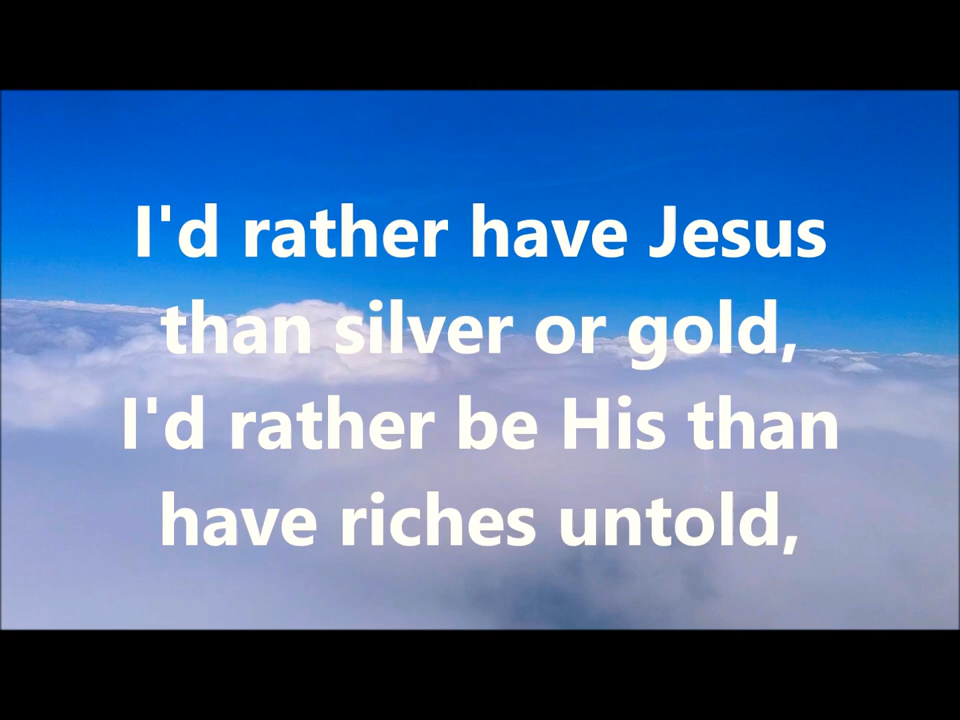 I'd rather have Jesus
than silver or gold,
I'd rather be His than
have riches untold,